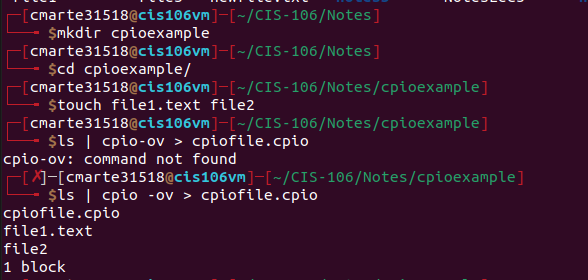 [cmarte31518@cis106vm]-[~/CIS-106/Notes]
$mkdir cpioexample
[cmarte31518@cis106vm]-[~/CIS-106/Notes]
$cd cpioexample/
[cmarte31518@cis106vm]-[~/CIS-106/Notes/cpioexample]
$touch file1.text file2
[cmarte31518@cis106vm]-[~/CIS-106/Notes/cpioexample]
$ls | cpio-ov > cpiofile.cpio
cpio-ov: command not found
[✗]-[cmarte31518@cis106vm]-[~/CIS-106/Notes/cpioexample]
$ls | cpio -ov > cpiofile.cpio
cpiofile.cpio
file1.text
file2
1 block